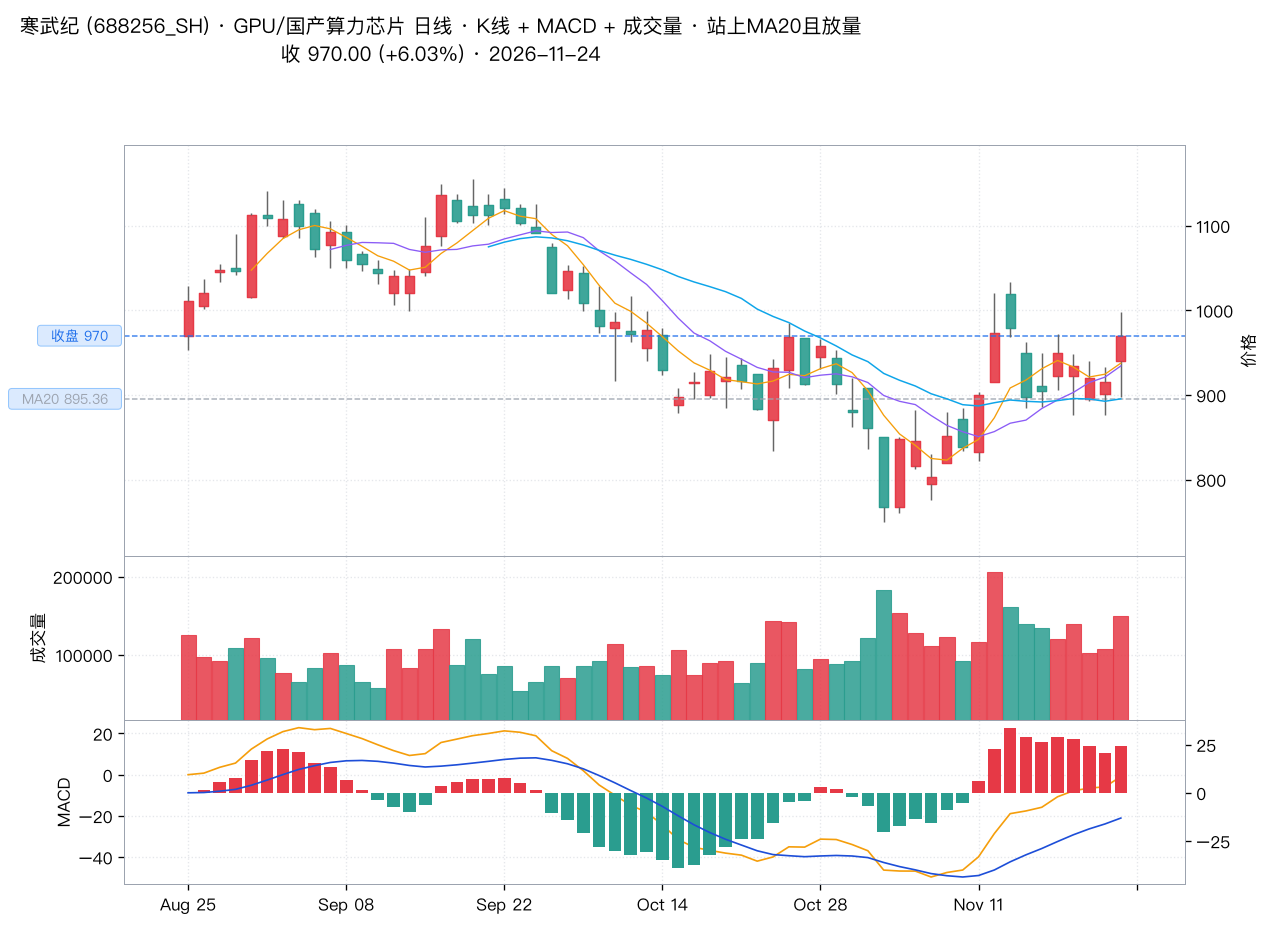 寒武纪 (688256_SH) · GPU/国产算力芯片 日线 · K线 + MACD + 成交量 · 站上MA20且放量
收 970.00 (+6.03%) · 2026−11−24
1100
1000
收盘 970
价格
900
MA20 895.36
800
200000
成交量
100000
20
25
0
0
MACD
−20
−25
−40
Aug 25
Sep 08
Sep 22
Oct 14
Oct 28
Nov 11